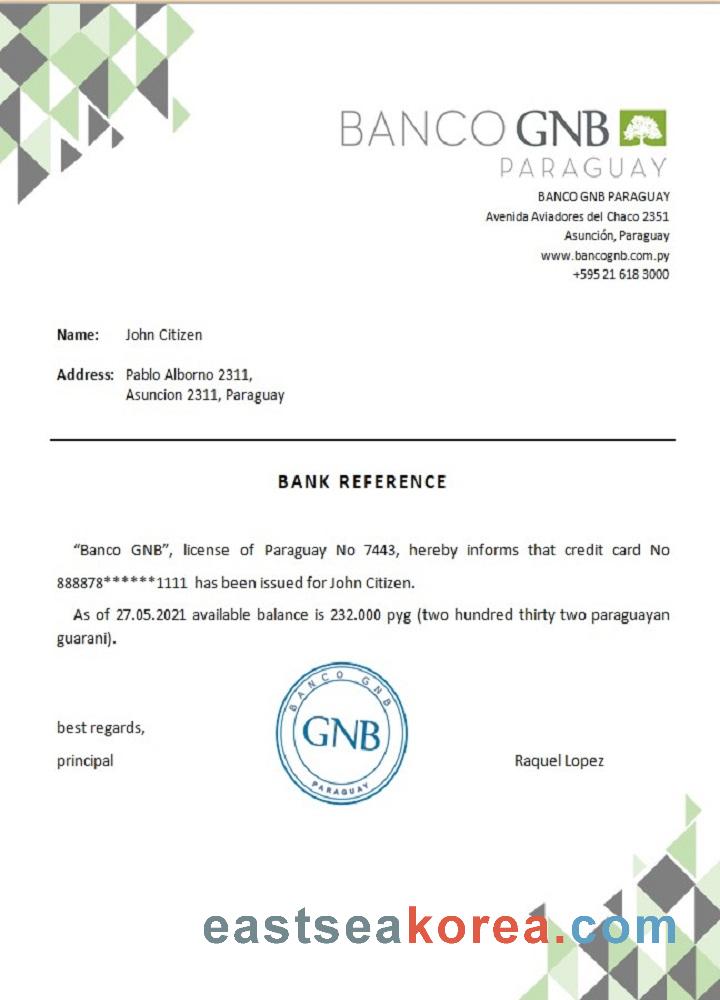 BANCO GNB
PARAGUAY
BANCO GNB PARAGUAY
Avenida Aviadores del Chaco 2351
Asunción, Paraguay
www.bancognb.com.py
+595 21 618 3000
Name: John Citizen
Address: Pablo Alborno 2311,
Asuncion 2311, Paraguay
BANK REFERENCE
“Banco GNB”, license of Paraguay No 7443, hereby informs that credit card No
888878******1111 has been issued for John Citizen.
As of 27.05.2021 available balance is 232.000 pyg (two hundred thirty two paraguayan
guarani).
BANCO GNB
GNB
PARAGUAY
best regards,
principal Raquel Lopez
eastseakorea.com